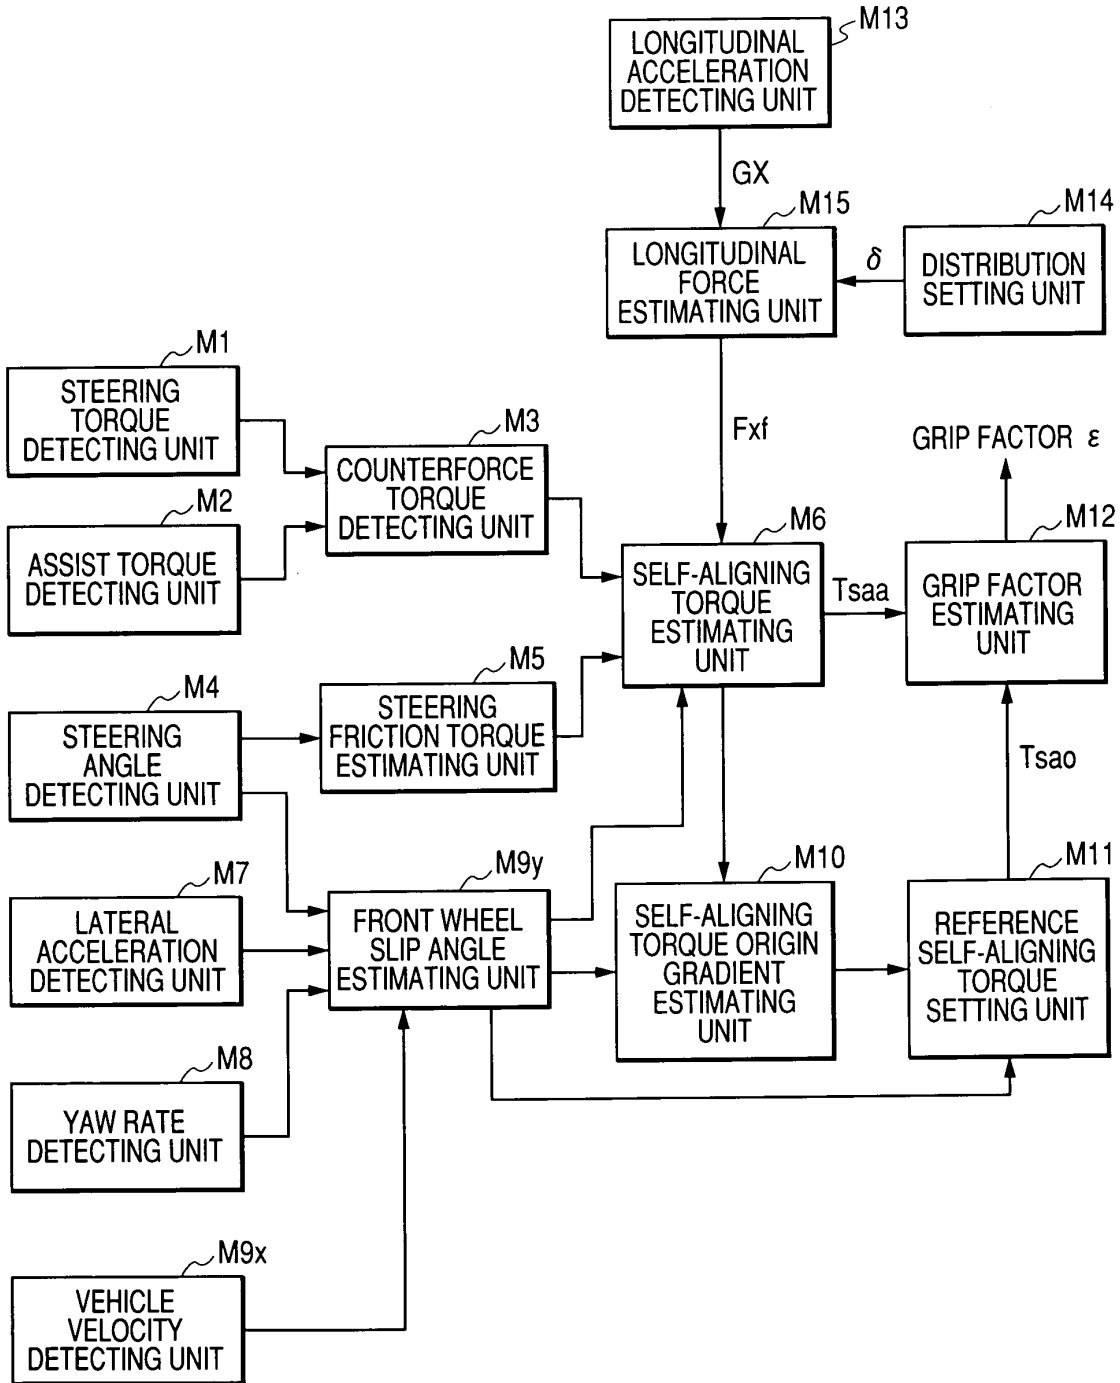 M13
LONGITUDINAL
ACCELERATION
DETECTING UNIT
GX
M15
LONGITUDINAL
FORCE
ESTIMATING UNIT
δ
M14
DISTRIBUTION
SETTING UNIT
M1
STEERING
TORQUE
DETECTING UNIT
M3
COUNTERFORCE
TORQUE
DETECTING UNIT
Fxf
GRIP FACTOR ε
M2
ASSIST TORQUE
DETECTING UNIT
M6
SELF-ALIGNING
TORQUE
ESTIMATING
UNIT
Tsaa
M12
GRIP FACTOR
ESTIMATING
UNIT
M4
STEERING
ANGLE
DETECTING UNIT
M5
STEERING
FRICTION TORQUE
ESTIMATING UNIT
Tsao
M7
LATERAL
ACCELERATION
DETECTING UNIT
M9y
FRONT WHEEL
SLIP ANGLE
ESTIMATING UNIT
M10
SELF-ALIGNING
TORQUE ORIGIN
GRADIENT
ESTIMATING
UNIT
M11
REFERENCE
SELF-ALIGNING
TORQUE
SETTING UNIT
M8
YAW RATE
DETECTING UNIT
M9x
VEHICLE
VELOCITY
DETECTING UNIT